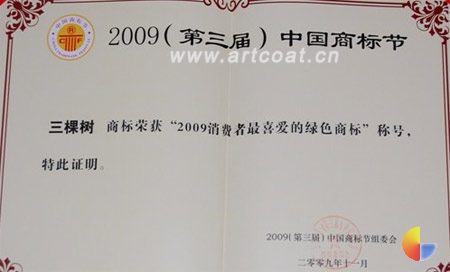 2009(第三届)中国商标节
www.artcoat.cn
三棵树 商标荣获“2009消费者最喜爱的绿色商标”称号，
特此证明。
2009(第三届)中国商标节组委会
二零零九年十一月